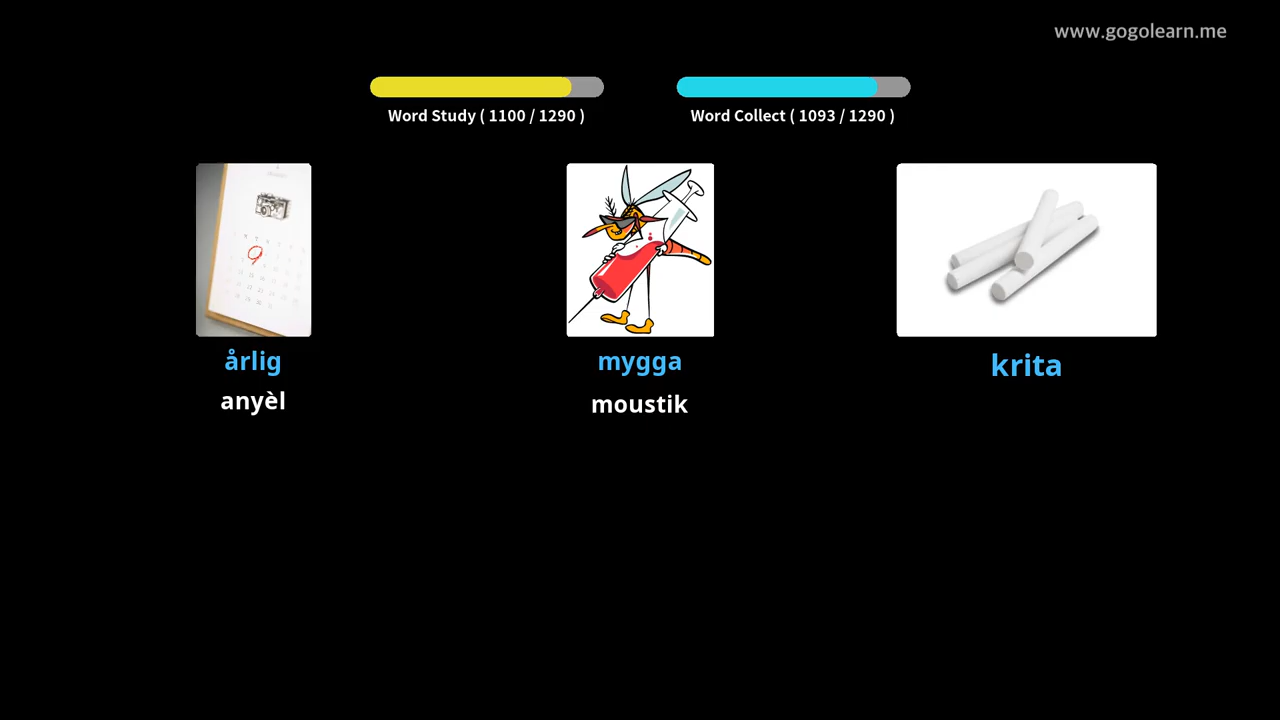 www.gogolearn.me
Word Study ( 1100 / 1290 )
Word Collect ( 1093 / 1290 )
årlig
anyèl
mygga
moustik
krita